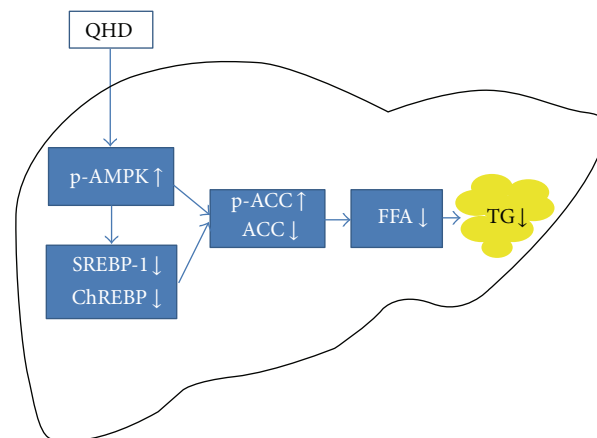 QHD
p-AMPK ↑
p-ACC ↑
ACC ↓
FFA ↓
TG ↓
SREBP-1 ↓
ChREBP ↓